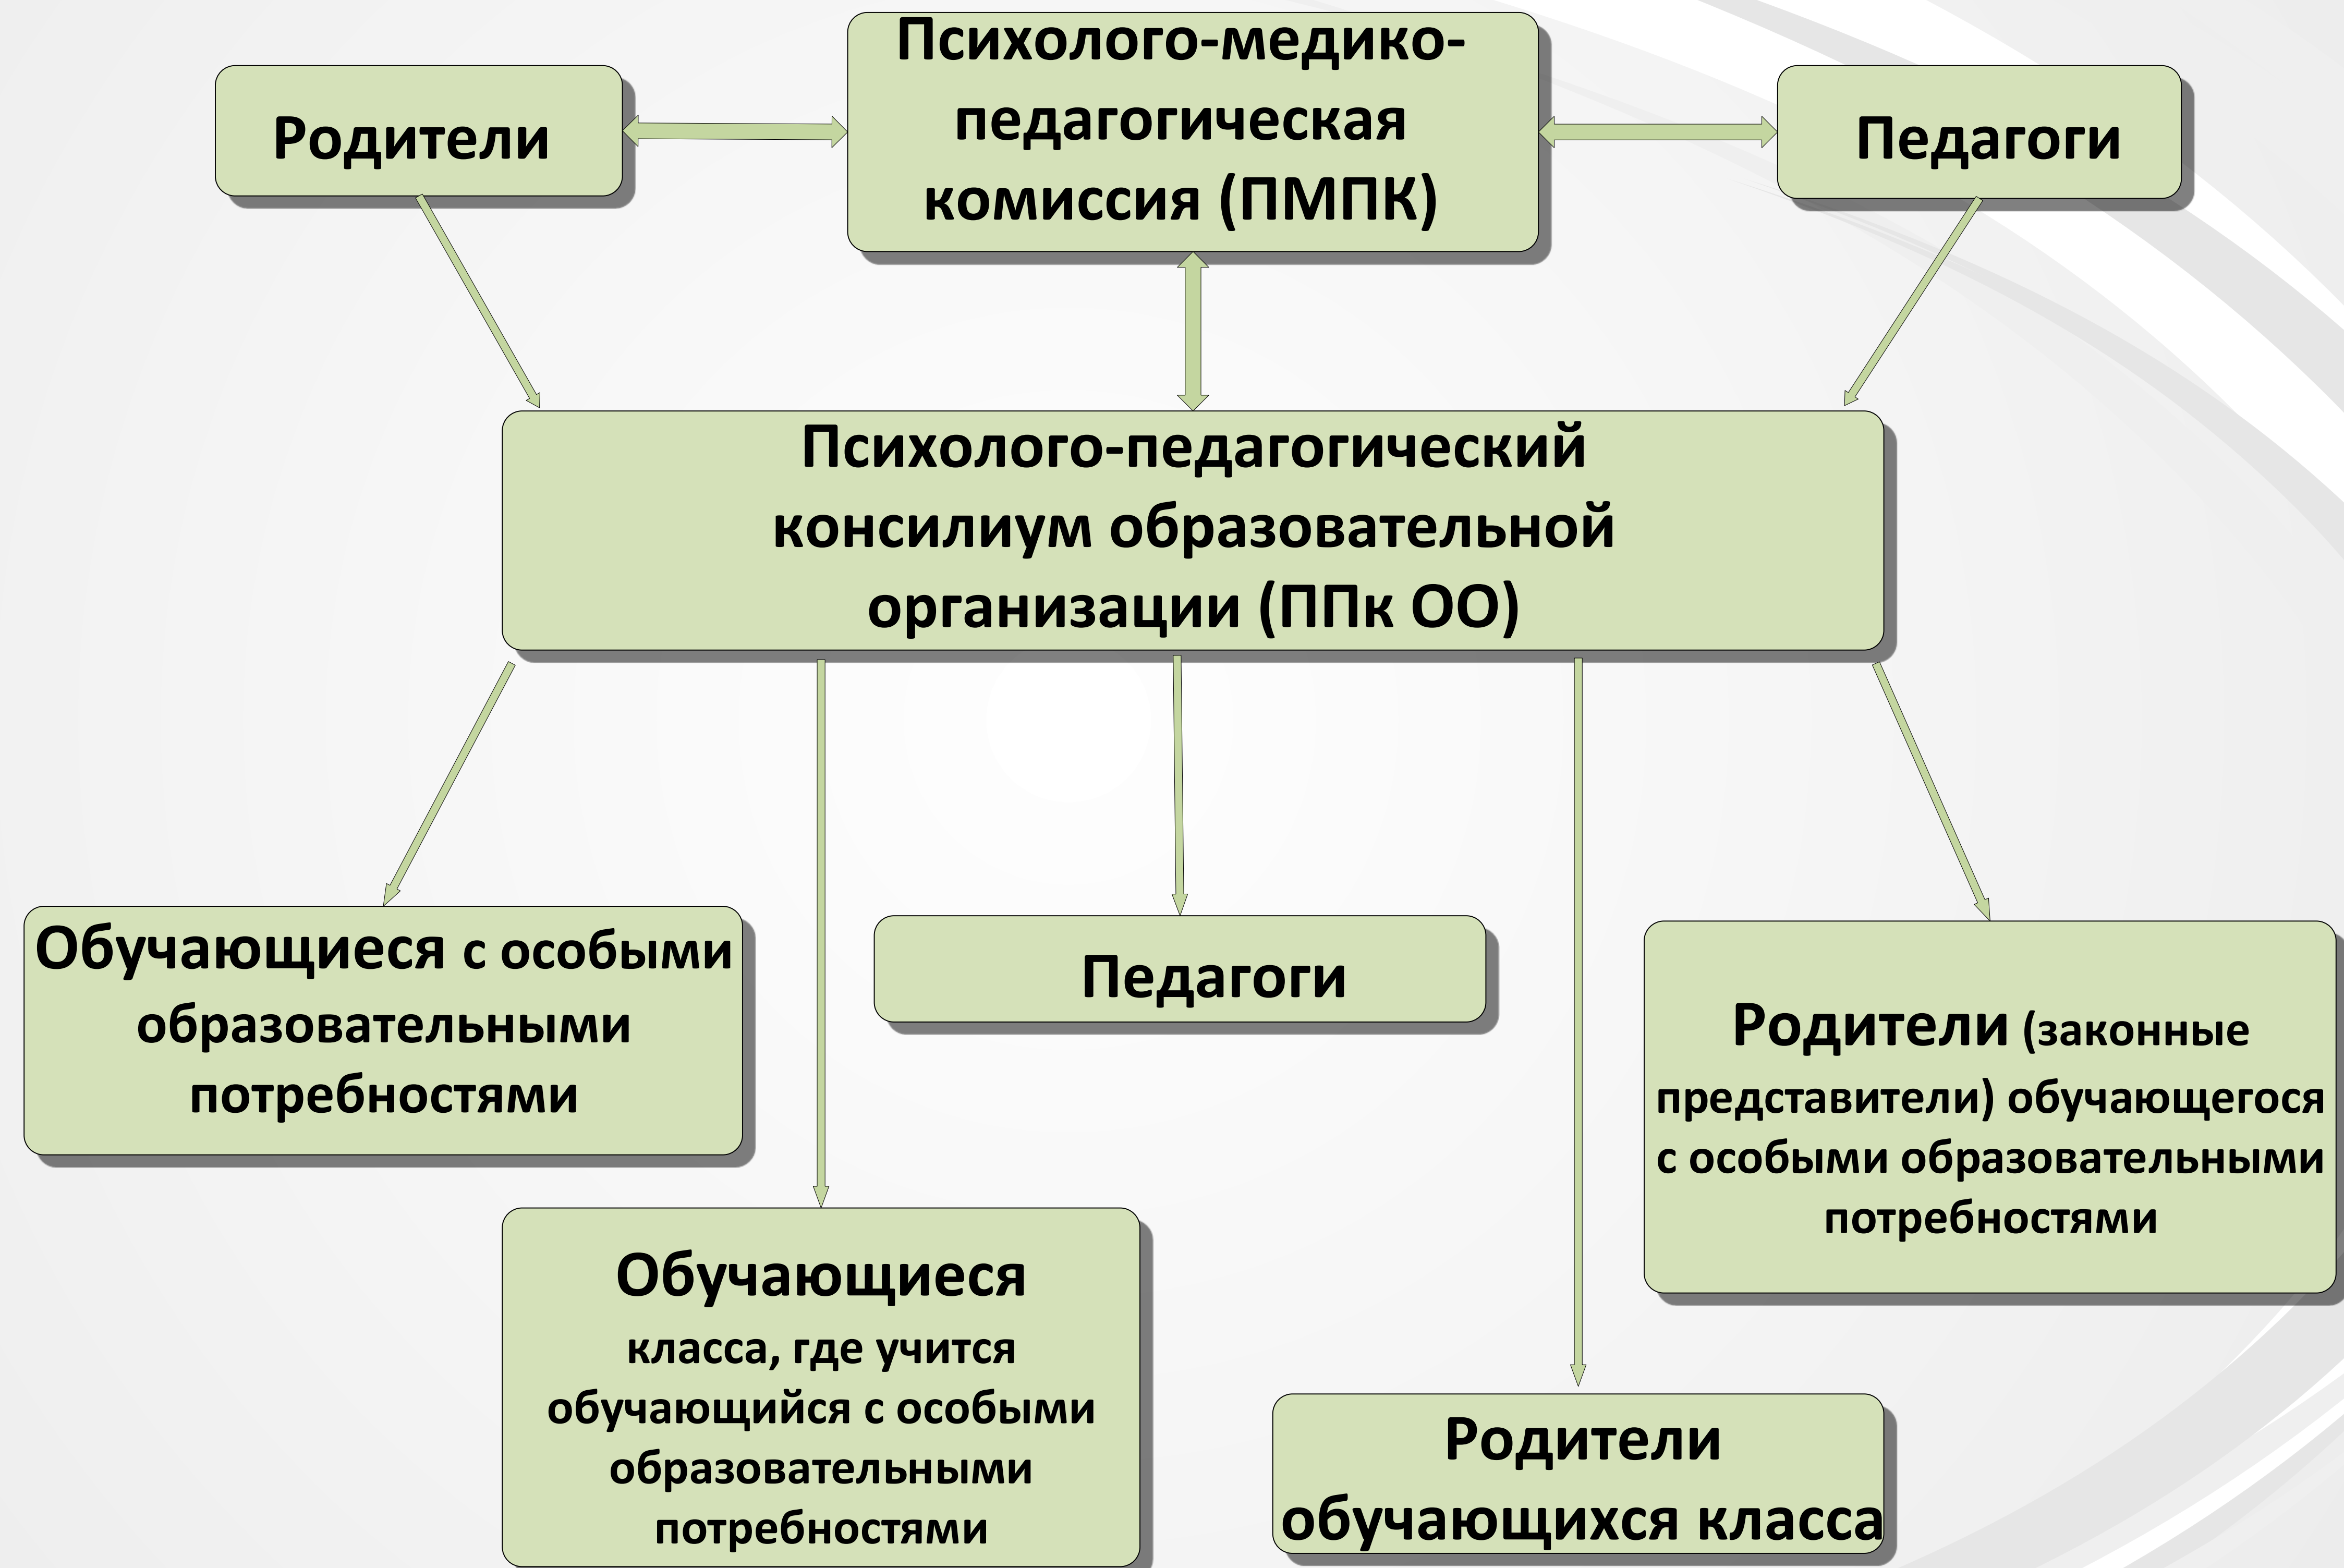 Родители
Психолого-медико-
педагогическая
комиссия (ПМПК)
Педагоги
Психолого-педагогический
консилиум образовательной
организации (ППк ОО)
Обучающиеся с особыми
образовательными
потребностями
Педагоги
Родители (законные
представители) обучающегося
с особыми образовательными
потребностями
Обучающиеся
класса, где учится
обучающийся с особыми
образовательными
потребностями
Родители
обучающихся класса